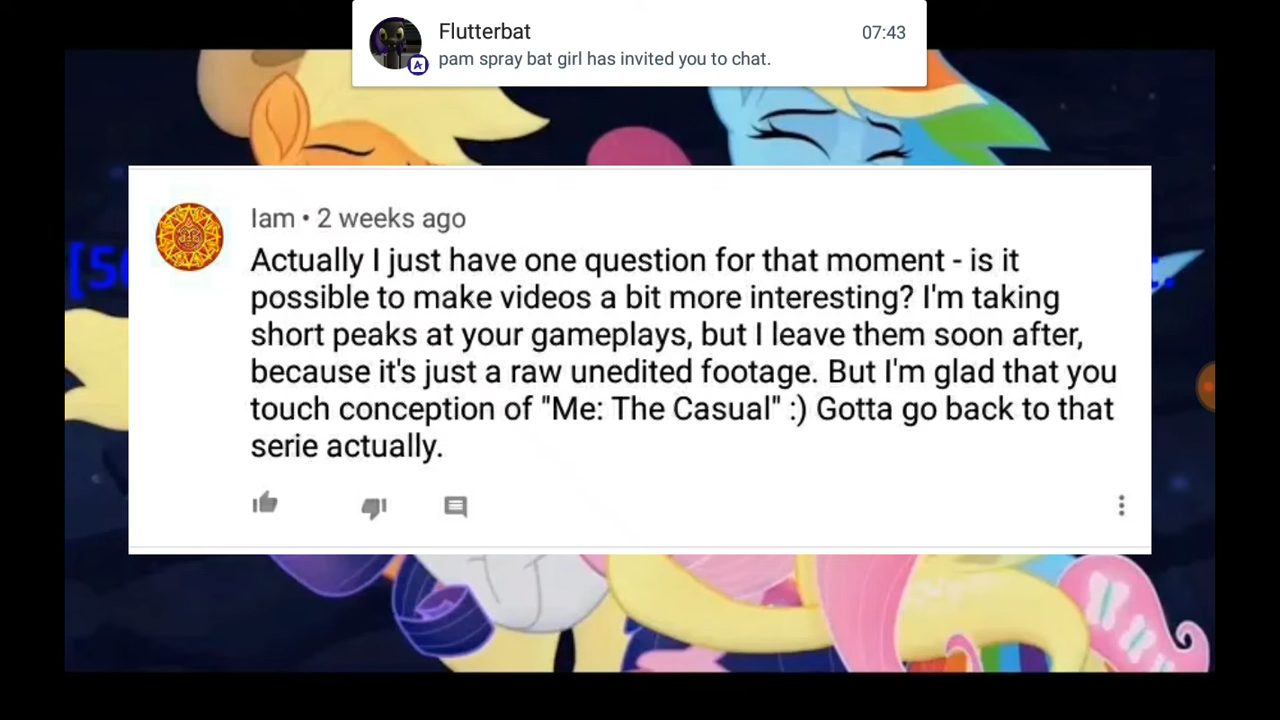 Flutterbat
07:43
pam spray bat girl has invited you to chat.
Iam • 2 weeks ago
Actually I just have one question for that moment - is it
possible to make videos a bit more interesting? I'm taking
short peaks at your gameplays, but I leave them soon after,
because it's just a raw unedited footage. But I'm glad that you
touch conception of "Me: The Casual" :) Gotta go back to that
serie actually.